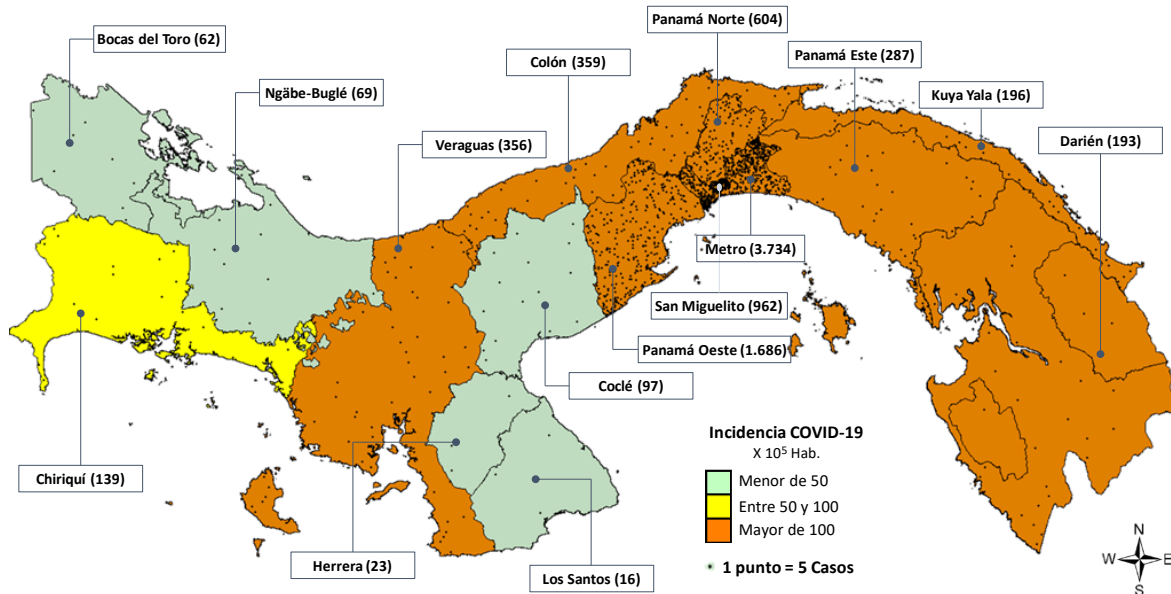 Panamá Norte (604)
Bocas del Toro (62)
Panamá Este (287)
Colón (359)
Ngäbe-Buglé (69)
Kuya Yala (196)
Veraguas (356)
Darién (193)
Metro (3.734)
San Miguelito (962)
Panamá Oeste (1.686)
Coclé (97)
Chiriquí (139)
Herrera (23)
Los Santos (16)
Incidencia COVID-19
X 10⁵ Hab.
Menor de 50
Entre 50 y 100
Mayor de 100
1 punto = 5 Casos
N
W E
S